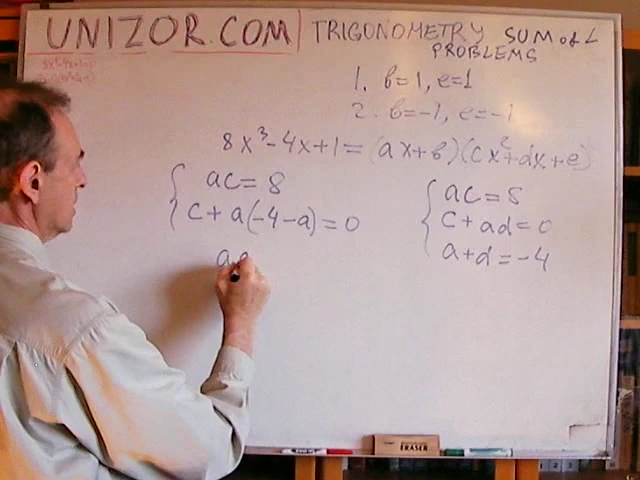 UNIZOR.COM | TRIGONOMETRY SUM of ∠
PROBLEMS
1. b=1, e=1
2. b=-1, e=-1
8x³-4x+1=(ax+b)(cx²+dx+e)
ac=8
c+a(-4-a)=0
ac=8
c+ad=0
a+d=-4
ERASER